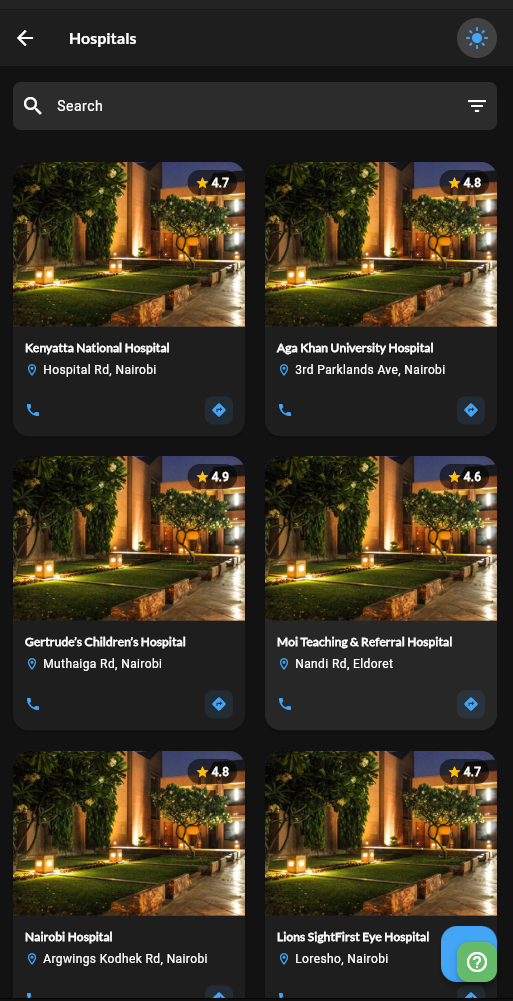 Hospitals
Search
4.7
4.8
Kenyatta National Hospital
Aga Khan University Hospital
Hospital Rd, Nairobi
3rd Parklands Ave, Nairobi
4.9
4.6
Gertrude's Children's Hospital
Moi Teaching & Referral Hospital
Muthaiga Rd, Nairobi
Nandi Rd, Eldoret
4.8
4.7
Nairobi Hospital
Lions SightFirst Eye Hospital
Argwings Kodhek Rd, Nairobi
Loresho, Nairobi